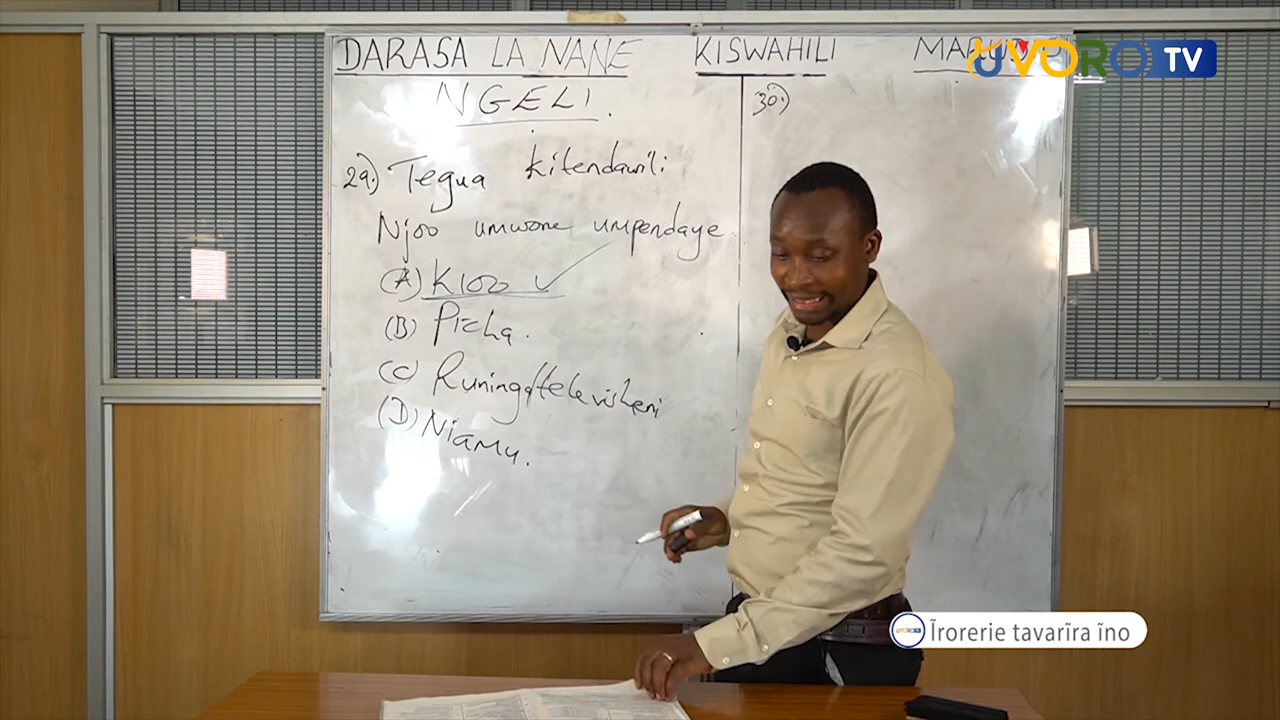 DARASA LA NANE KISWAHILI
UVORO TV
NGELI.
29.) Tegua kitendawili:
Njoo umwone umpendaye
(A) KIOO
(B) Picha.
(C) Runinga/televisheni
(D) Niamu.
30.)
Ĩrorerie tavarĩra ĩno